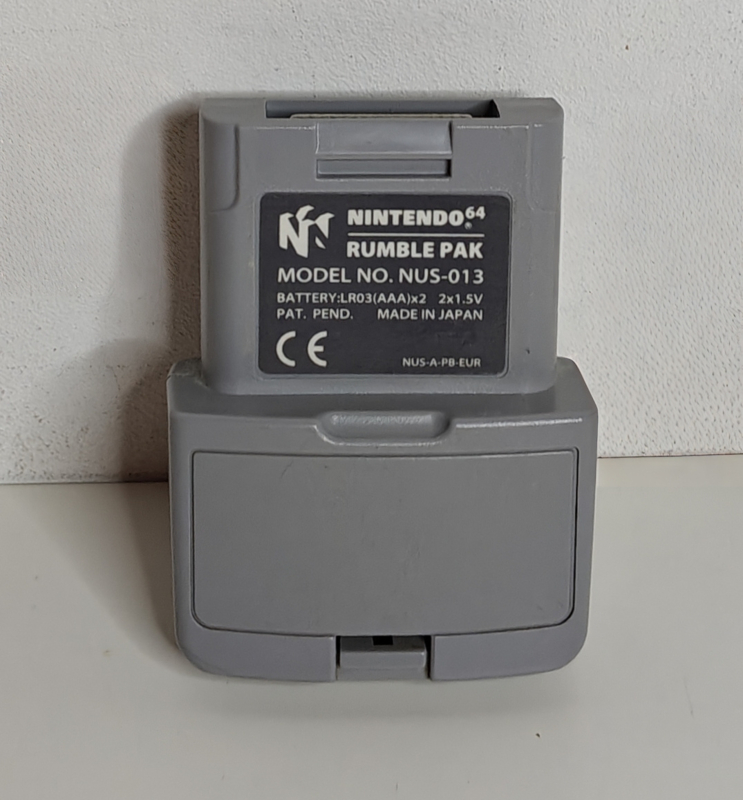 NINTENDO64
RUMBLE PAK
MODEL NO. NUS-013
BATTERY:LR03(AAA)x2 2x1.5V
PAT. PEND. MADE IN JAPAN
CE NUS-A-PB-EUR